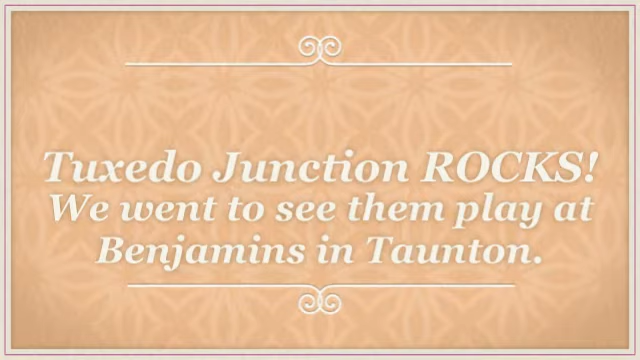 Tuxedo Junction ROCKS!
We went to see them play at
Benjamins in Taunton.